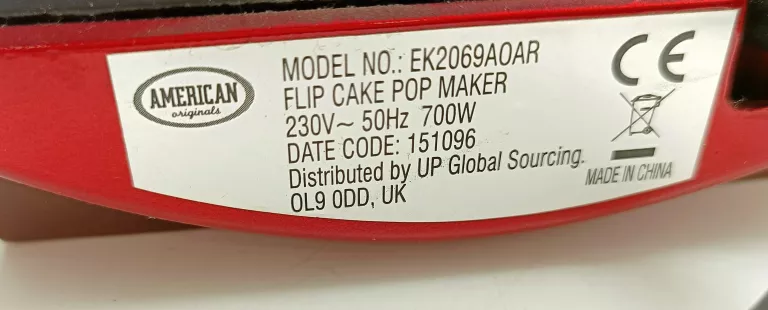 AMERICAN
originals
MODEL NO.: EK2069AOAR
FLIP CAKE POP MAKER
230V~ 50Hz 700W
DATE CODE: 151096
Distributed by UP Global Sourcing.
OL9 0DD, UK
CE
MADE IN CHINA